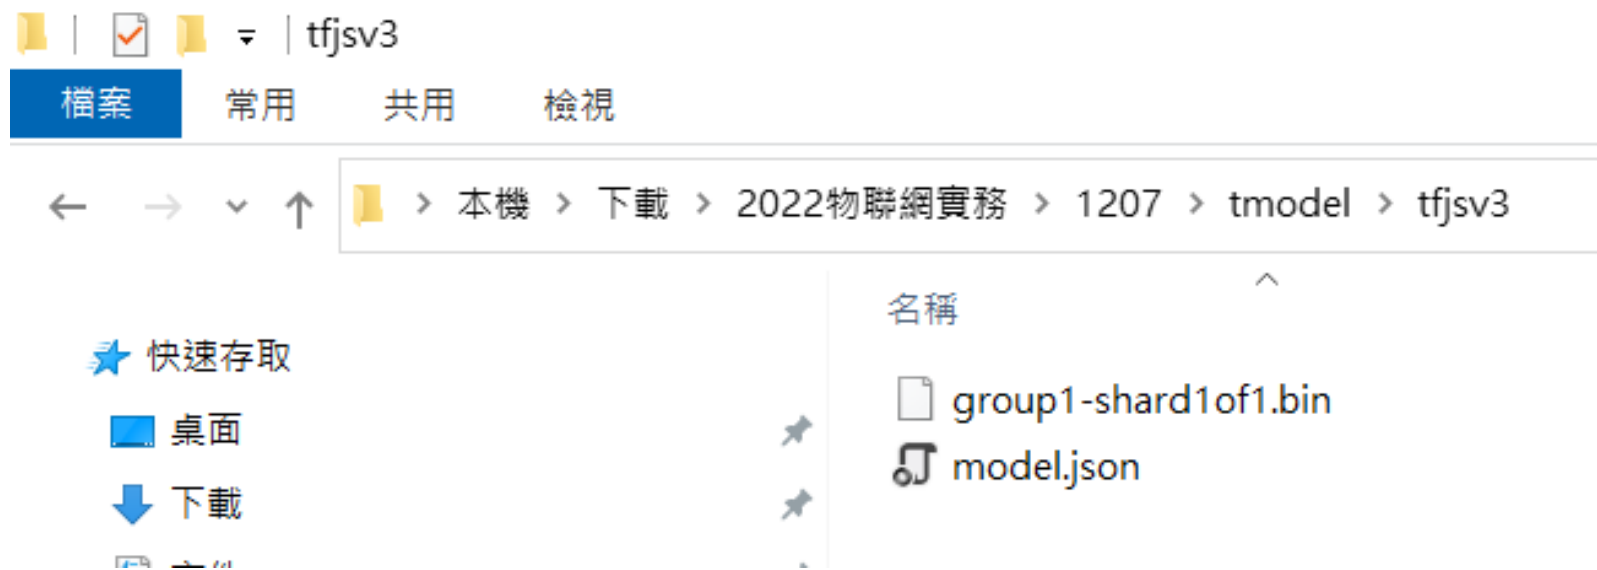 tfjsv3
檔案 常用 共用 檢視
本機 > 下載 > 2022物聯網實務 > 1207 > tmodel > tfjsv3
名稱
快速存取
group1-shard1of1.bin
桌面
model.json
下載